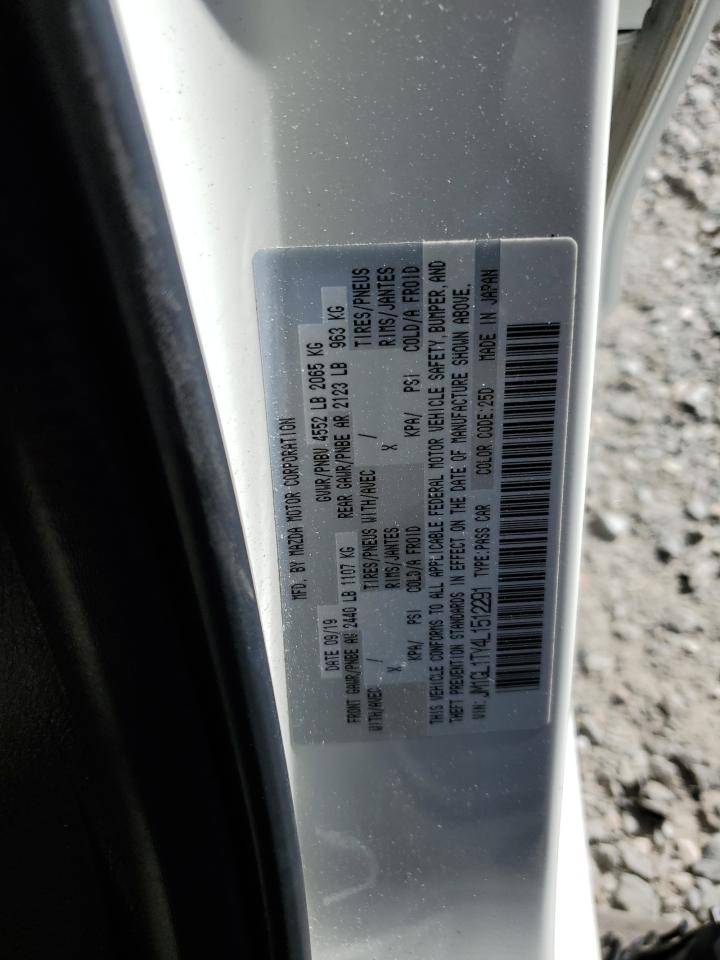 MFD. BY MAZDA MOTOR CORPORATION
DATE 09/19 GVWR/PNBV 4552 LB 2065 KG
FRONT GAWR/PNBE AV 2440 LB 1107 KG REAR GAWR/PNBE AR 2123 LB 963 KG
WITH/AVEC / TIRES/PNEUS WITH/AVEC / TIRES/PNEUS
X RIMS/JANTES X RIMS/JANTES
KPA/ PSI COLD/A FROID KPA/ PSI COLD/A FROID
THIS VEHICLE CONFORMS TO ALL APPLICABLE FEDERAL MOTOR VEHICLE SAFETY, BUMPER, AND
THEFT PREVENTION STANDARDS IN EFFECT ON THE DATE OF MANUFACTURE SHOWN ABOVE.
VIN: JM1GL1TY4L1512291 TYPE:PASS CAR COLOR CODE:25D MADE IN JAPAN